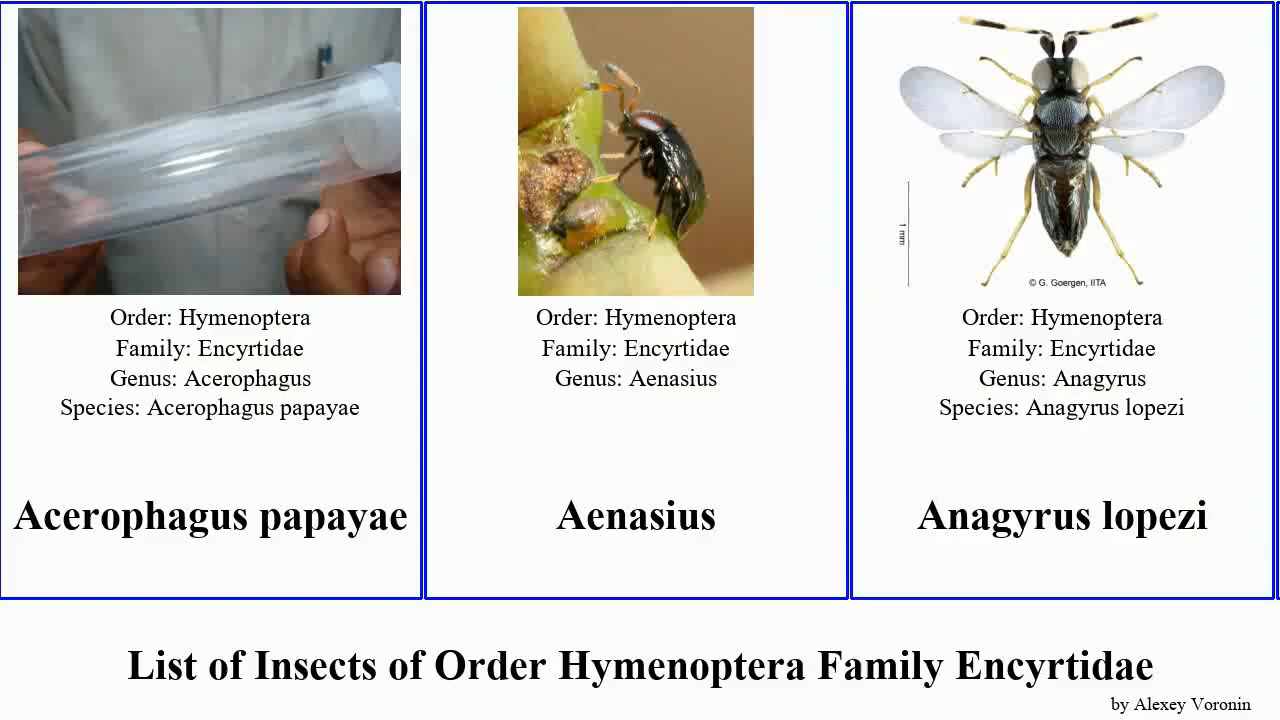 Order: Hymenoptera
Family: Encyrtidae
Genus: Acerophagus
Species: Acerophagus papayae
Acerophagus papayae
Order: Hymenoptera
Family: Encyrtidae
Genus: Aenasius
Aenasius
1 mm
© G. Goergen, IITA
Order: Hymenoptera
Family: Encyrtidae
Genus: Anagyrus
Species: Anagyrus lopezi
Anagyrus lopezi
List of Insects of Order Hymenoptera Family Encyrtidae
by Alexey Voronin